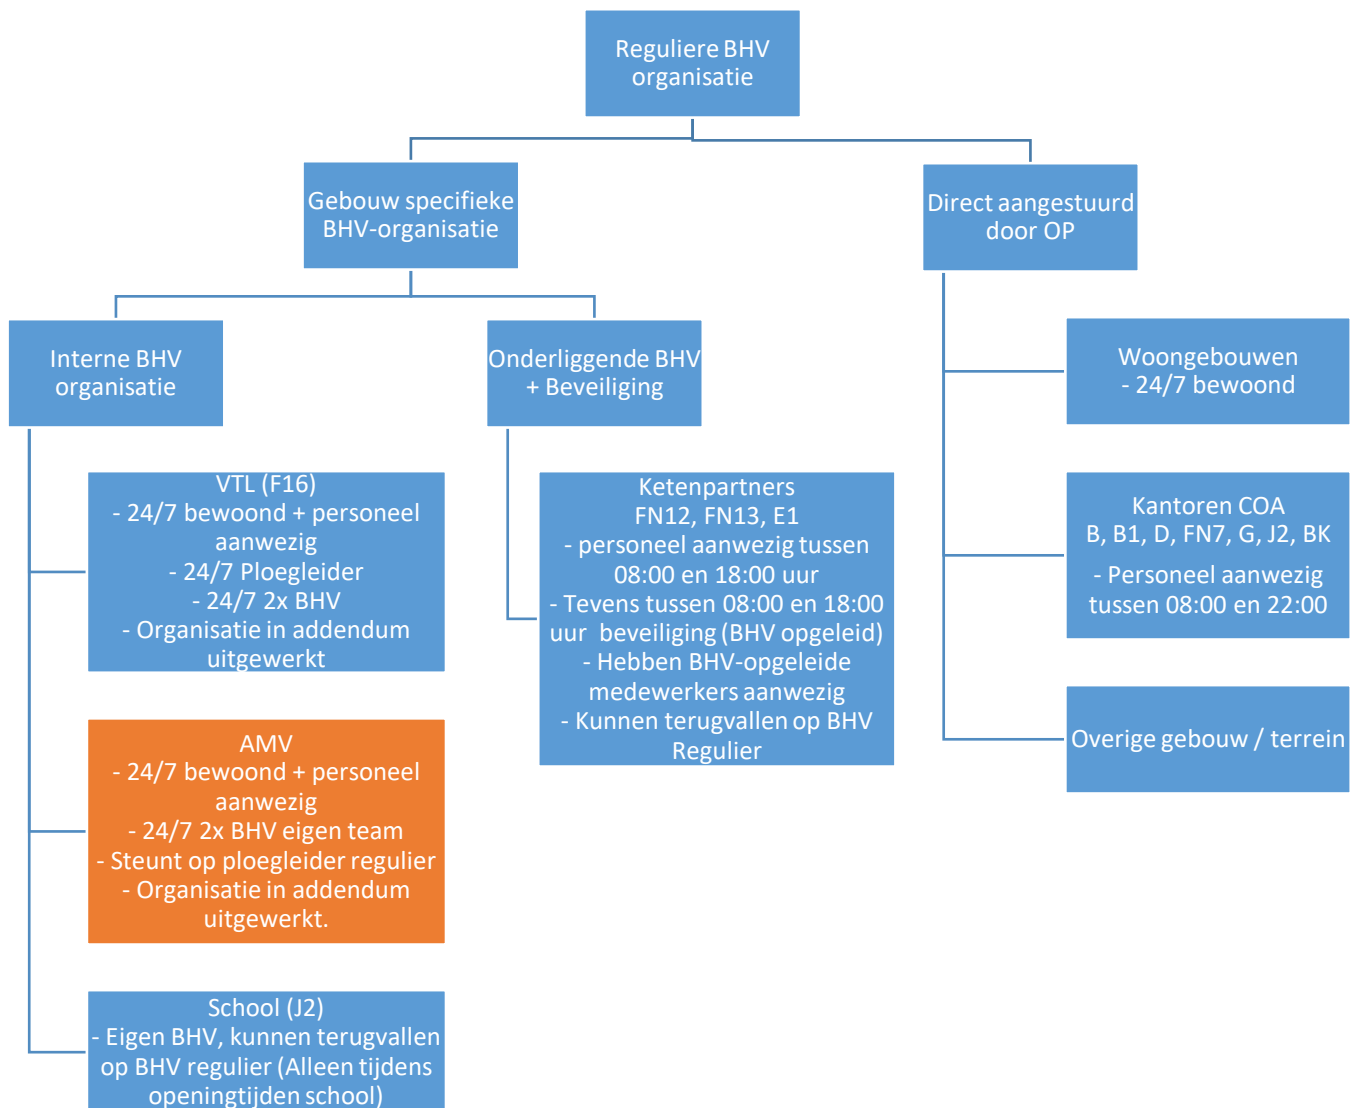 Reguliere BHV
organisatie
Gebouw specifieke
BHV-organisatie
Direct aangestuurd
door OP
Interne BHV
organisatie
Onderliggende BHV
+ Beveiliging
Woongebouwen
- 24/7 bewoond
VTL (F16)
- 24/7 bewoond + personeel
aanwezig
- 24/7 Ploegleider
- 24/7 2x BHV
- Organisatie in addendum
uitgewerkt
Ketenpartners
FN12, FN13, E1
- personeel aanwezig tussen
08:00 en 18:00 uur
- Tevens tussen 08:00 en 18:00
uur beveiliging (BHV opgeleid)
- Hebben BHV-opgeleide
medewerkers aanwezig
- Kunnen terugvallen op BHV
Regulier
Kantoren COA
B, B1, D, FN7, G, J2, BK
- Personeel aanwezig
tussen 08:00 en 22:00
AMV
- 24/7 bewoond + personeel
aanwezig
- 24/7 2x BHV eigen team
- Steunt op ploegleider regulier
- Organisatie in addendum
uitgewerkt.
Overige gebouw / terrein
School (J2)
- Eigen BHV, kunnen terugvallen
op BHV regulier (Alleen tijdens
openingtijden school)